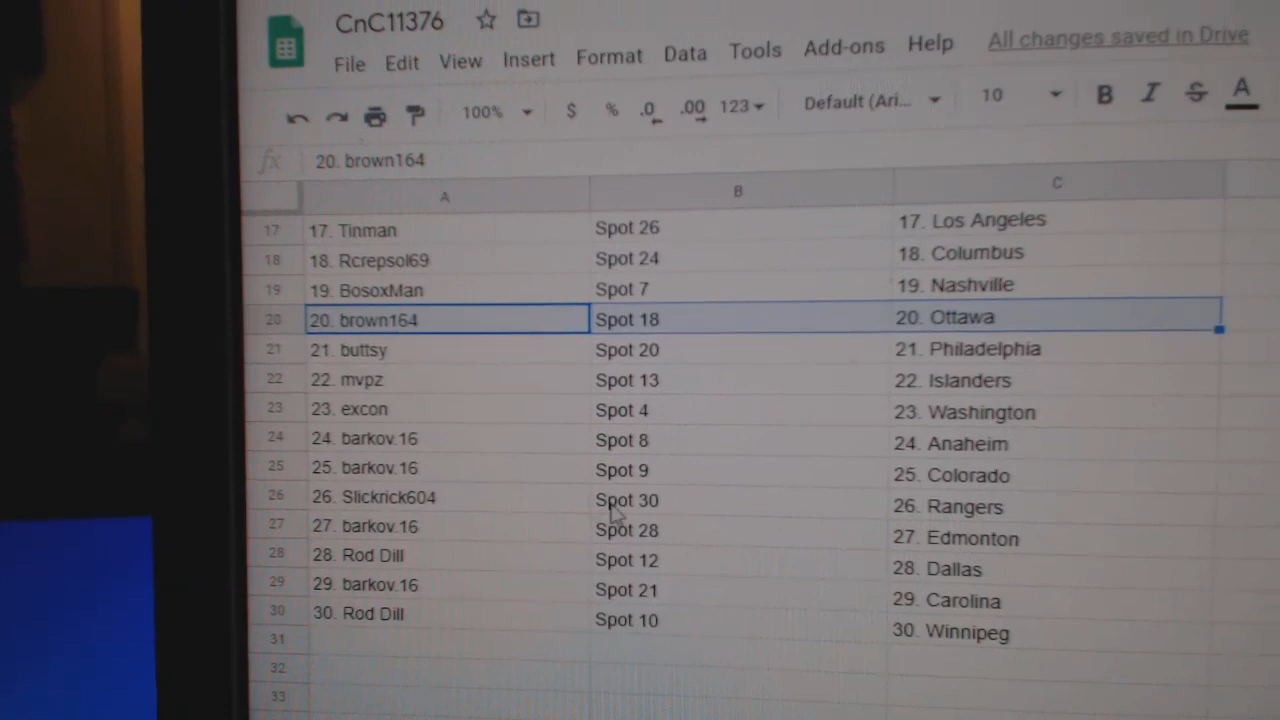 CnC11376
File Edit View Insert Format Data Tools Add-ons Help All changes saved in Drive
100% $ % .0 .00 123 Default (Ari... 10 B I S A
fx 20. brown164
A B C
17 17. Tinman Spot 26 17. Los Angeles
18 18. Rcrepsol69 Spot 24 18. Columbus
19 19. BosoxMan Spot 7 19. Nashville
20 20. brown164 Spot 18 20. Ottawa
21 21. buttsy Spot 20 21. Philadelphia
22 22. mvpz Spot 13 22. Islanders
23 23. excon Spot 4 23. Washington
24 24. barkov.16 Spot 8 24. Anaheim
25 25. barkov.16 Spot 9 25. Colorado
26 26. Slickrick604 Spot 30 26. Rangers
27 27. barkov.16 Spot 28 27. Edmonton
28 28. Rod Dill Spot 12 28. Dallas
29 29. barkov.16 Spot 21 29. Carolina
30 30. Rod Dill Spot 10 30. Winnipeg
31
32
33